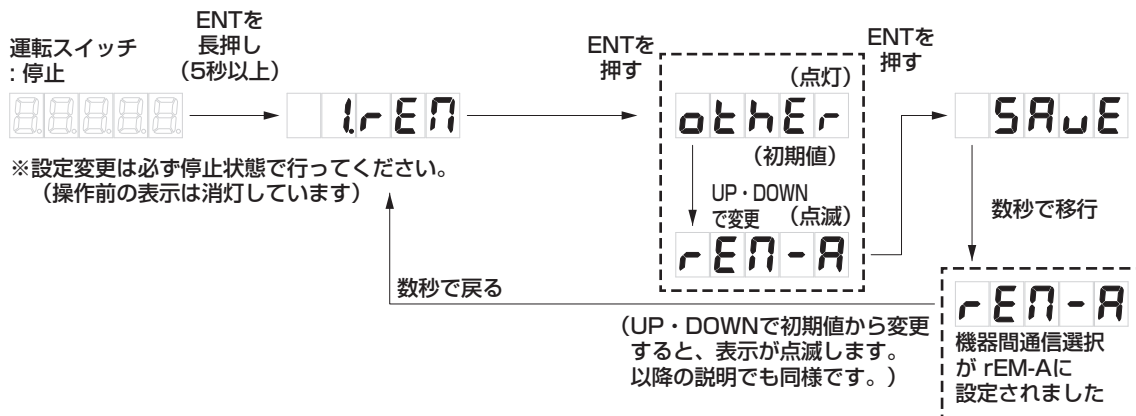 運転スイッチ
：停止
8.8.8.8.8.
ENTを
長押し
（5秒以上）
1.rEM
※設定変更は必ず停止状態で行ってください。
（操作前の表示は消灯しています）
ENTを
押す
（点灯）
othEr
（初期値）
UP・DOWN
で変更
（点滅）
rEM-A
ENTを
押す
SAvE
数秒で移行
rEM-A
機器間通信選択
が rEM-Aに
設定されました
数秒で戻る
（UP・DOWNで初期値から変更
すると、表示が点滅します。
以降の説明でも同様です。）